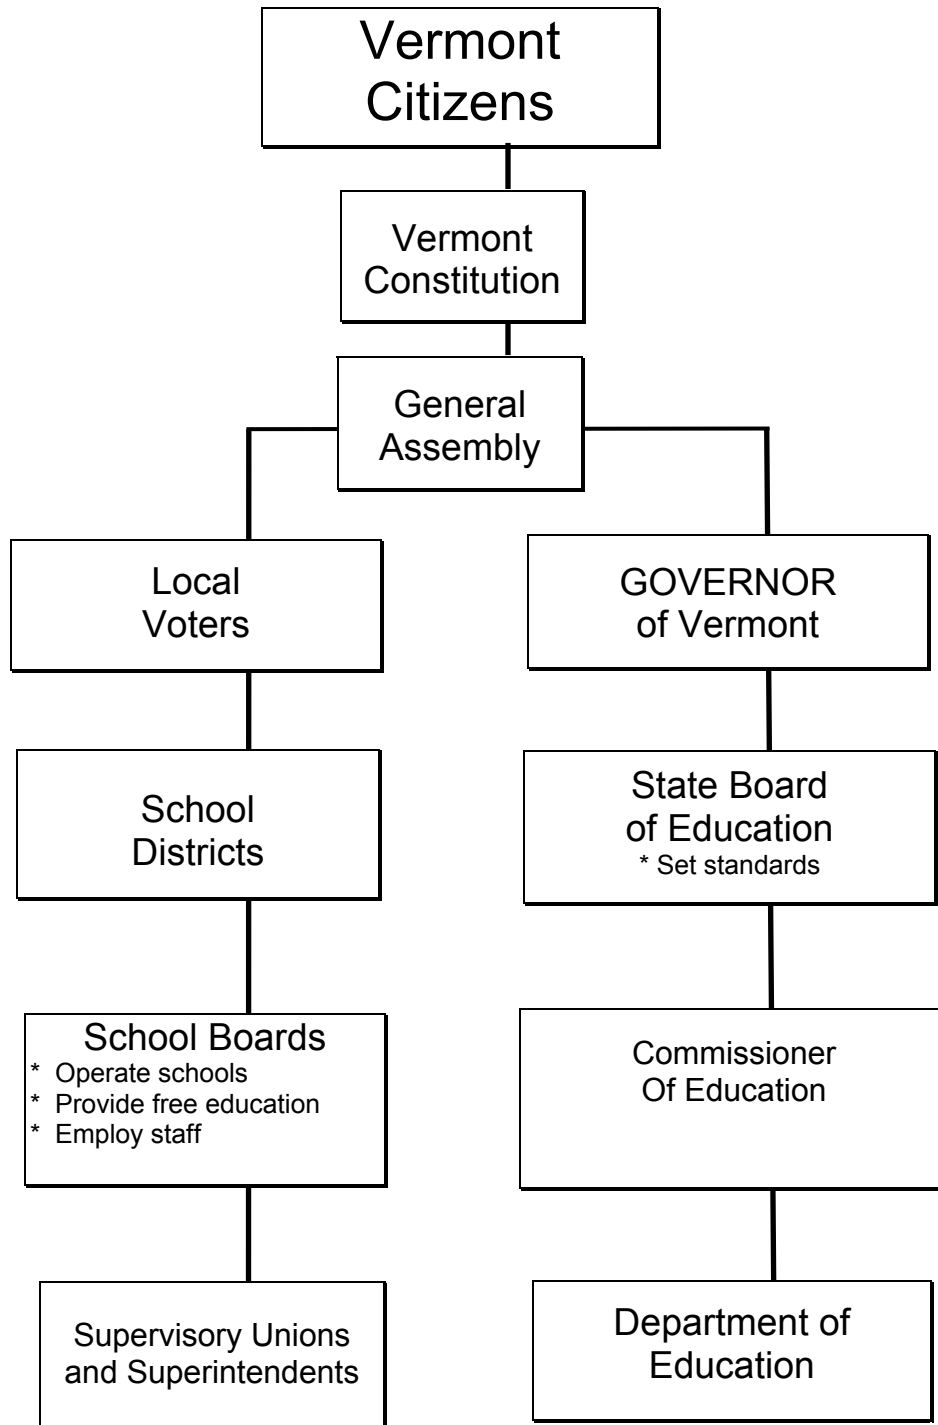 Vermont
Citizens
Vermont
Constitution
General
Assembly
Local
Voters
GOVERNOR
of Vermont
School
Districts
State Board
of Education
* Set standards
School Boards
* Operate schools
* Provide free education
* Employ staff
Commissioner
Of Education
Supervisory Unions
and Superintendents
Department of
Education